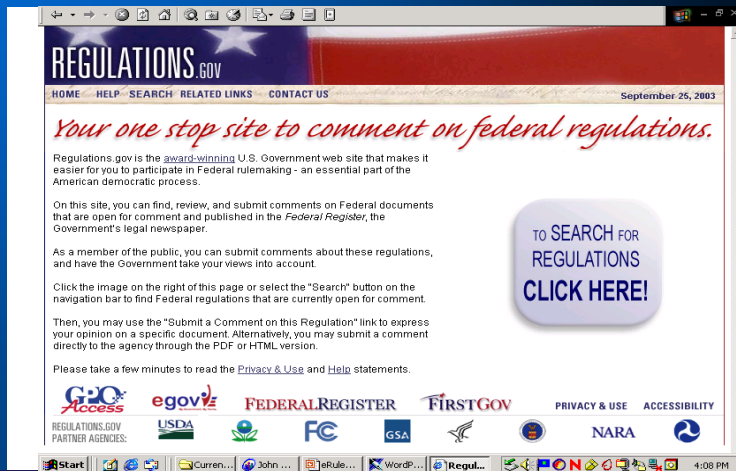 REGULATIONS.GOV
HOME HELP SEARCH RELATED LINKS CONTACT US
September 25, 2003
Your one stop site to comment on federal regulations.
Regulations.gov is the award-winning U.S. Government web site that makes it
easier for you to participate in Federal rulemaking - an essential part of the
American democratic process.
On this site, you can find, review, and submit comments on Federal documents
that are open for comment and published in the Federal Register, the
Government's legal newspaper.
As a member of the public, you can submit comments about these regulations,
and have the Government take your views into account.
Click the image on the right of this page or select the "Search" button on the
navigation bar to find Federal regulations that are currently open for comment.
Then, you may use the "Submit a Comment on this Regulation" link to express
your opinion on a specific document. Alternatively, you may submit a comment
directly to the agency through the PDF or HTML version.
Please take a few minutes to read the Privacy & Use and Help statements.
TO SEARCH FOR
REGULATIONS
CLICK HERE!
GPO Access egov FEDERALREGISTER FIRSTGOV PRIVACY & USE ACCESSIBILITY
REGULATIONS.GOV
PARTNER AGENCIES:
USDA FC GSA NARA
Start Curren... John ... eRule... WordP... Regul... 4:08 PM